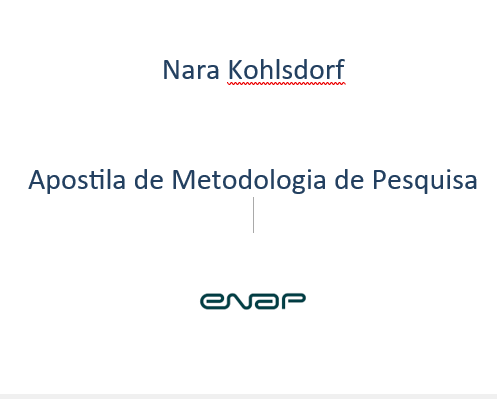 Nara Kohlsdorf
Apostila de Metodologia de Pesquisa
enap